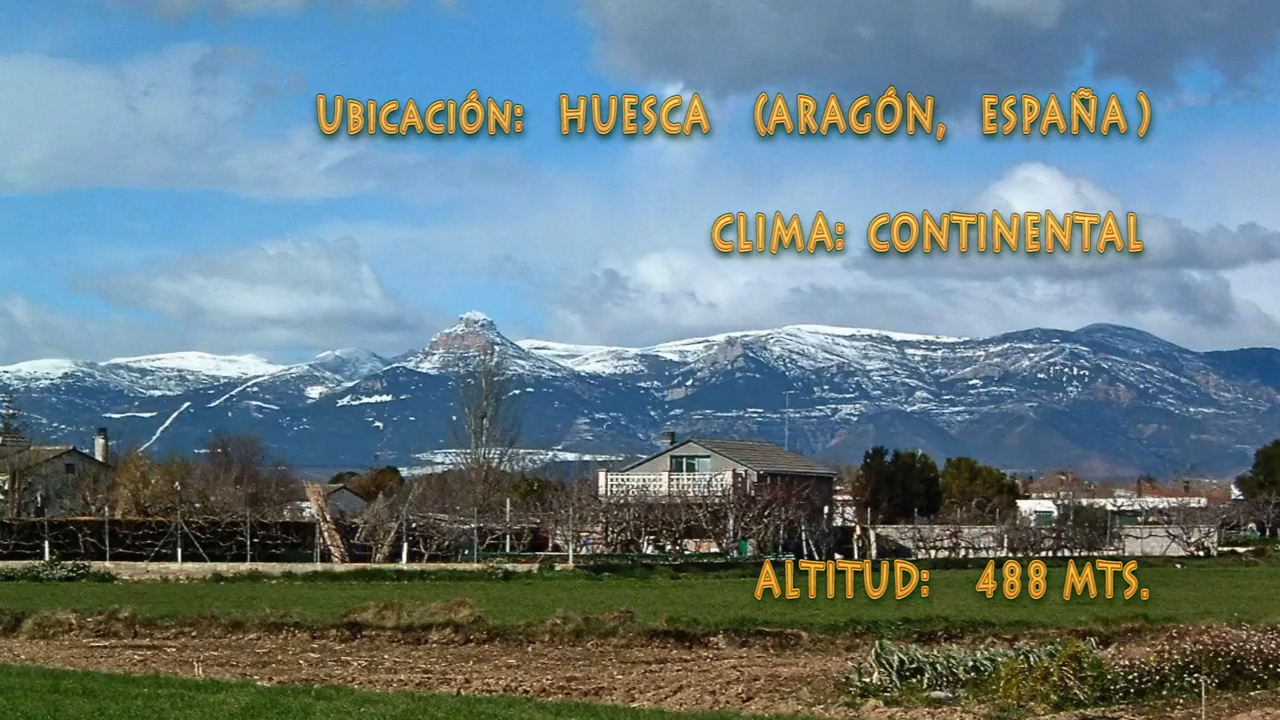 Ubicación: HUESCA (ARAGÓN, ESPAÑA)
CLIMA: CONTINENTAL
ALTITUD: 488 MTS.